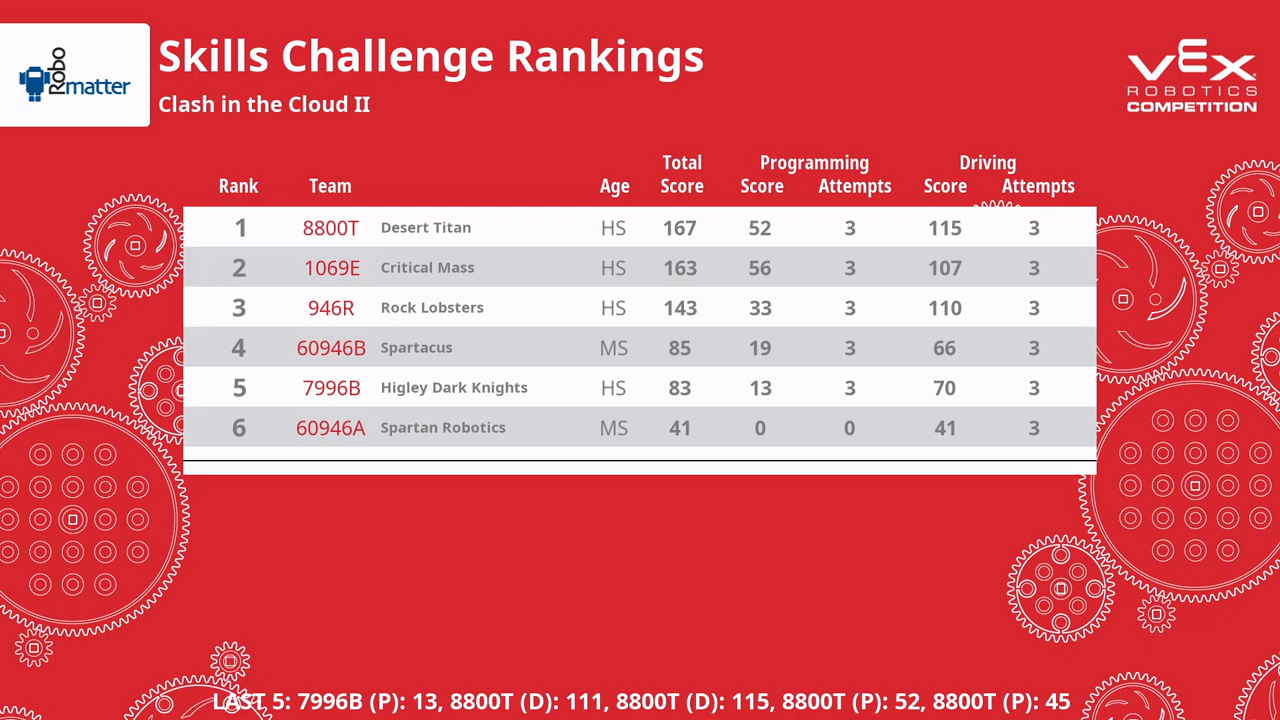 Robo
matter
Skills Challenge Rankings
Clash in the Cloud II
VEX
ROBOTICS
COMPETITION
Total Programming Driving
Rank Team Age Score Score Attempts Score Attempts
1 8800T Desert Titan HS 167 52 3 115 3
2 1069E Critical Mass HS 163 56 3 107 3
3 946R Rock Lobsters HS 143 33 3 110 3
4 60946B Spartacus MS 85 19 3 66 3
5 7996B Higley Dark Knights HS 83 13 3 70 3
6 60946A Spartan Robotics MS 41 0 0 41 3
LAST 5: 7996B (P): 13, 8800T (D): 111, 8800T (D): 115, 8800T (P): 52, 8800T (P): 45